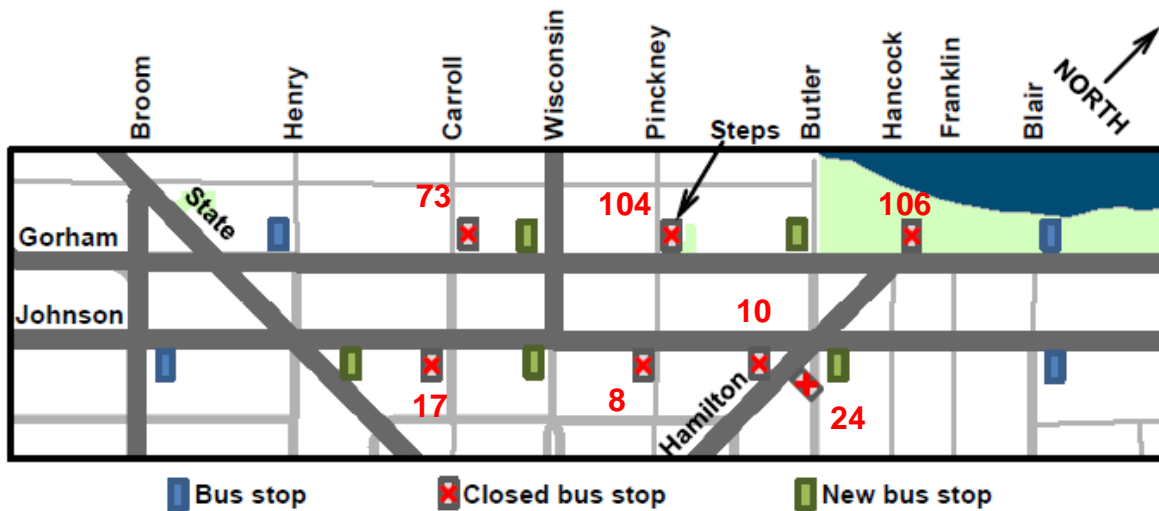 Broom
Henry
Carroll
Wisconsin
Pinckney
Steps
Butler
Hancock
Franklin
Blair
NORTH
73
104
106
State
Gorham
Johnson
10
17
8
Hamilton
24
Bus stop
Closed bus stop
New bus stop